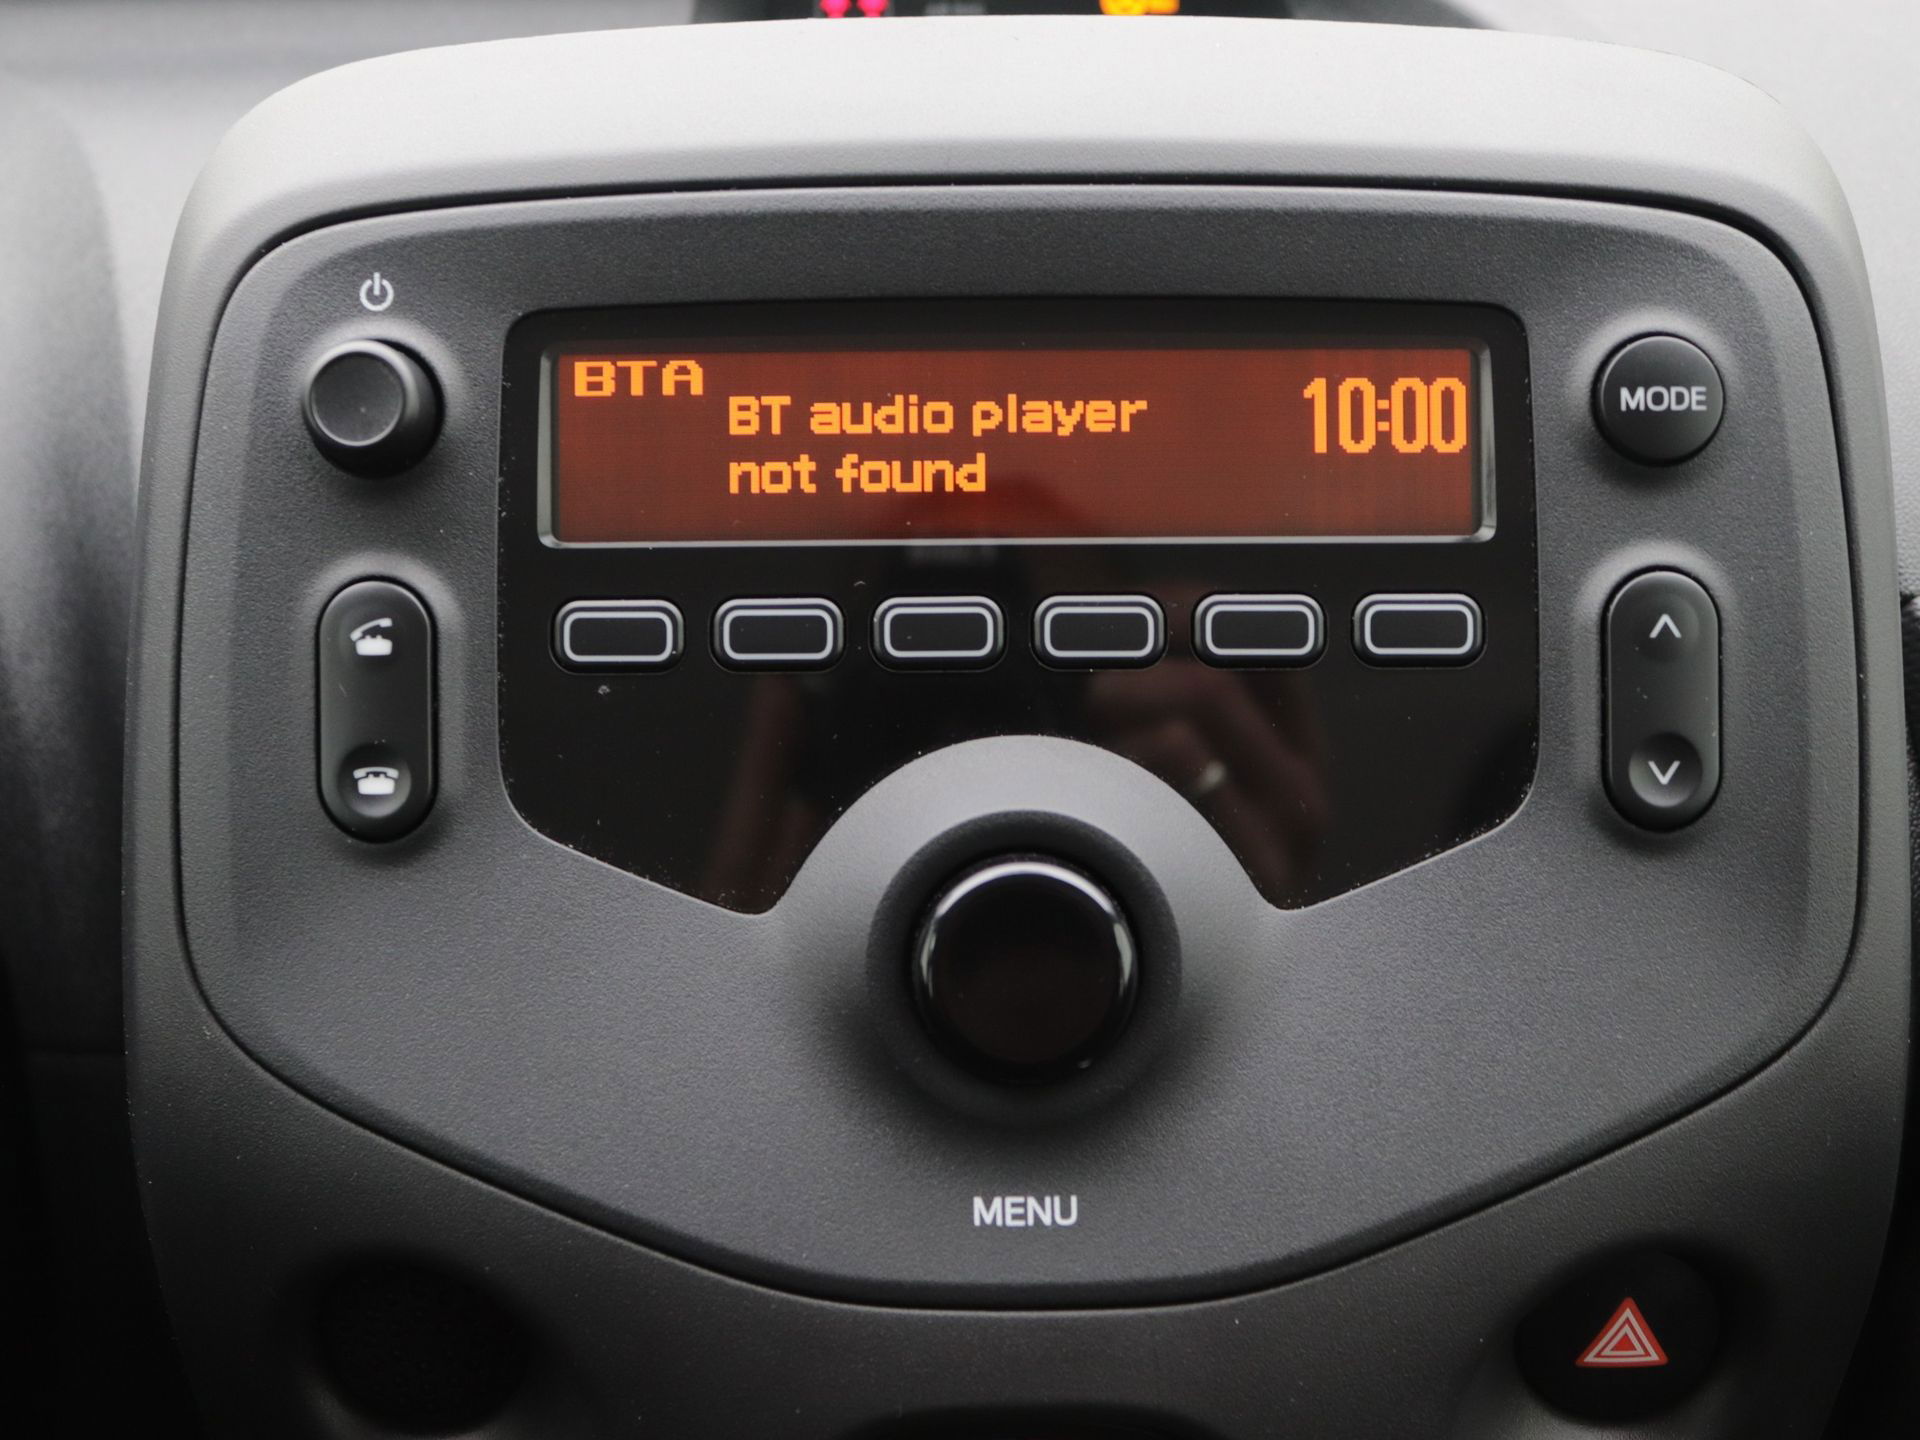 BTA
BT audio player
not found
10:00
MODE
MENU